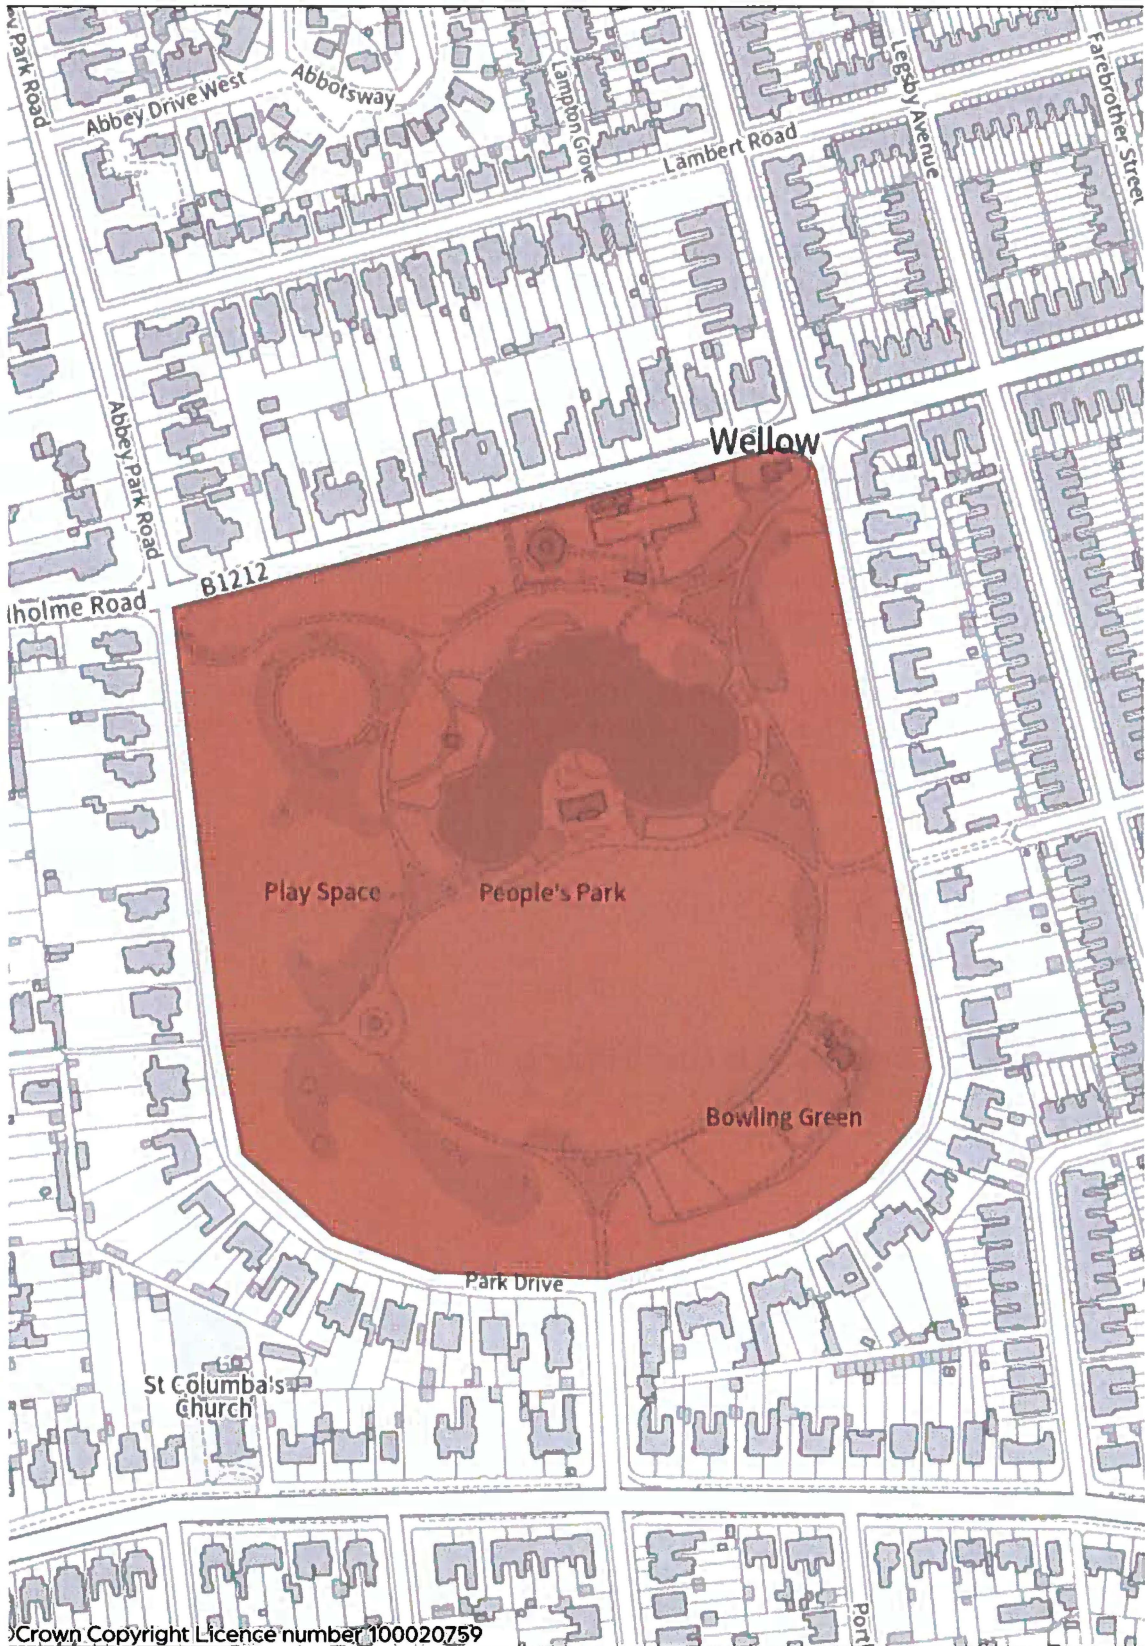 Park Road
Abbey Drive West
Abbotsway
Lampton Grove
Lambert Road
Legsby Avenue
Farebrother Street
Abbey Park Road
Wellow
B1212
lholme Road
Play Space
People's Park
Bowling Green
Park Drive
St Columba's
Church
Port
©Crown Copyright Licence number 100020759